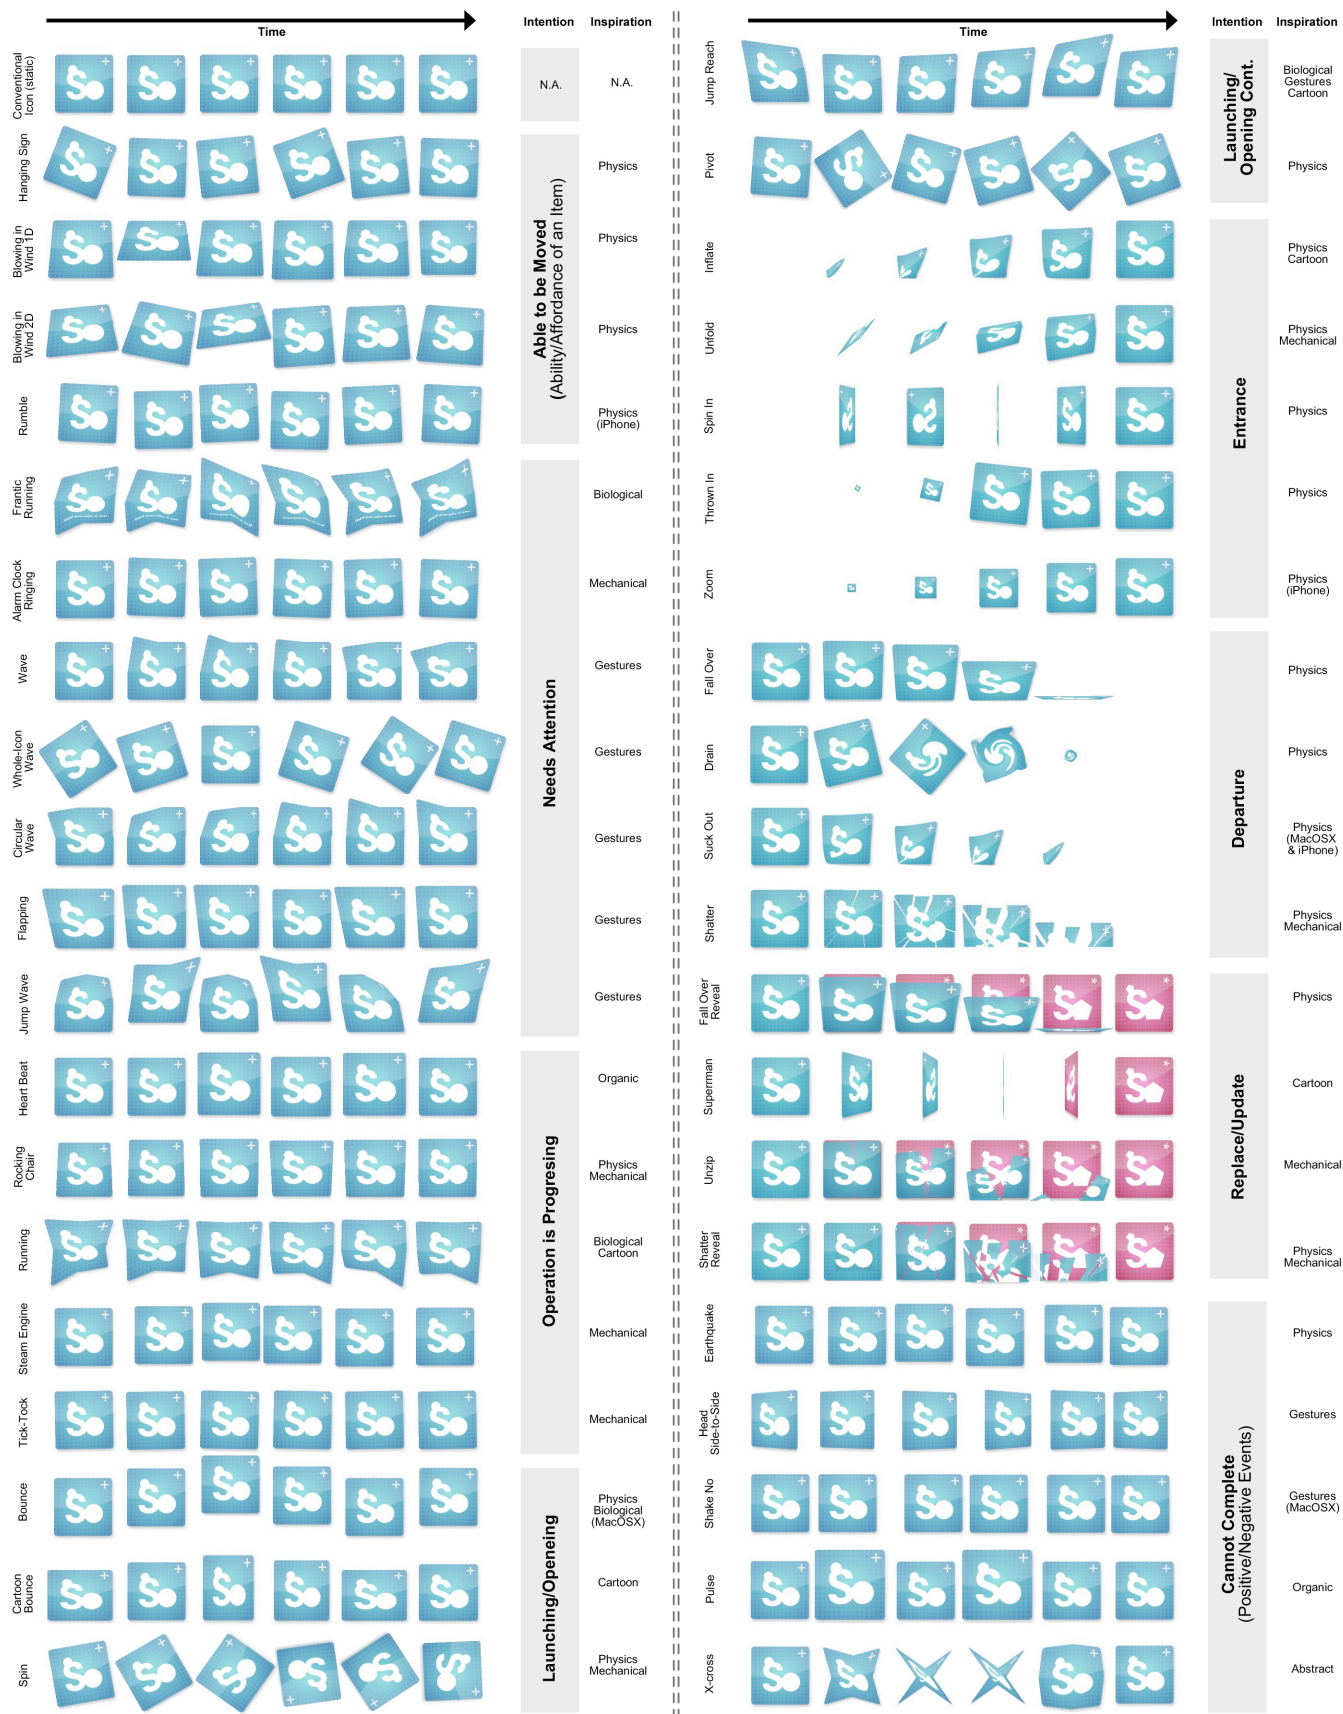 Time
Intention
Inspiration
Conventional
Icon (static)
N.A.
N.A.
Hanging Sign
Physics
Blowing in
Wind 1D
Physics
Blowing in
Wind 2D
Physics
Rumble
Physics
(iPhone)
Able to be Moved
(Ability/Affordance of an Item)
Frantic
Running
Biological
Alarm Clock
Ringing
Mechanical
Wave
Gestures
Whole-Icon
Wave
Gestures
Circular
Wave
Gestures
Flapping
Gestures
Jump Wave
Gestures
Needs Attention
Heart Beat
Organic
Rocking
Chair
Physics
Mechanical
Running
Biological
Cartoon
Steam Engine
Mechanical
Tick-Tock
Mechanical
Operation is Progresing
Bounce
Physics
Biological
(MacOSX)
Cartoon
Bounce
Cartoon
Spin
Physics
Mechanical
Launching/Openeing
Time
Intention
Inspiration
Jump Reach
Biological
Gestures
Cartoon
Pivot
Physics
Launching/
Opening Cont.
Inflate
Physics
Cartoon
Unfold
Physics
Mechanical
Spin In
Physics
Thrown In
Physics
Zoom
Physics
(iPhone)
Entrance
Fall Over
Physics
Drain
Physics
Suck Out
Physics
(MacOSX
& iPhone)
Shatter
Physics
Mechanical
Departure
Fall Over
Reveal
Physics
Superrman
Cartoon
Unzip
Mechanical
Shatter
Reveal
Physics
Mechanical
Replace/Update
Earthquake
Physics
Head
Side-to-Side
Gestures
Shake No
Gestures
(MacOSX)
Pulse
Organic
X-cross
Abstract
Cannot Complete
(Positive/Negative Events)